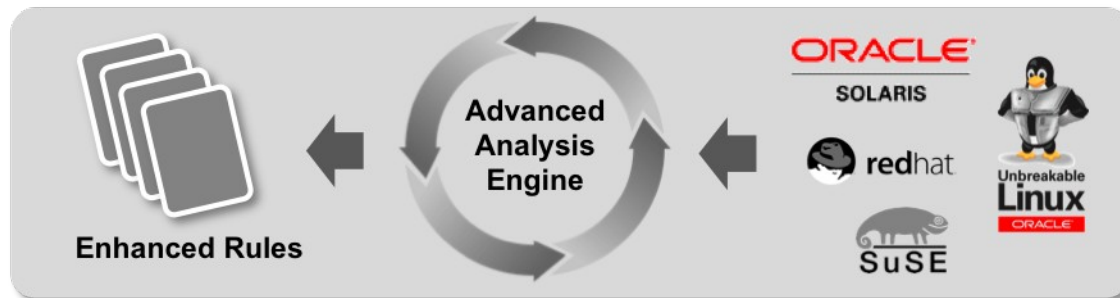 Enhanced Rules
Advanced
Analysis
Engine
ORACLE®
SOLARIS
redhat.
SuSE
Unbreakable
Linux
ORACLE®